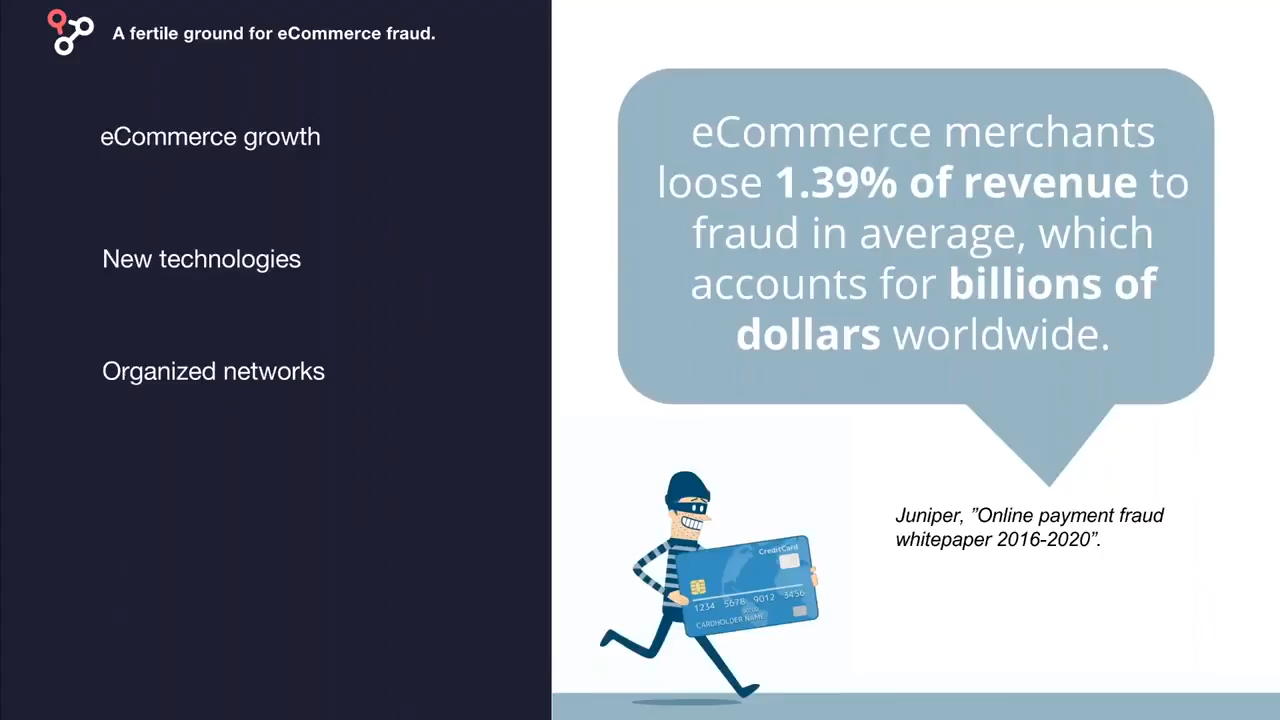 A fertile ground for eCommerce fraud.
eCommerce growth
New technologies
Organized networks
eCommerce merchants
loose 1.39% of revenue to
fraud in average, which
accounts for billions of
dollars worldwide.
Juniper, ”Online payment fraud
whitepaper 2016-2020”.
CreditCard
1234 5678 9012 3456
CARDHOLDER NAME